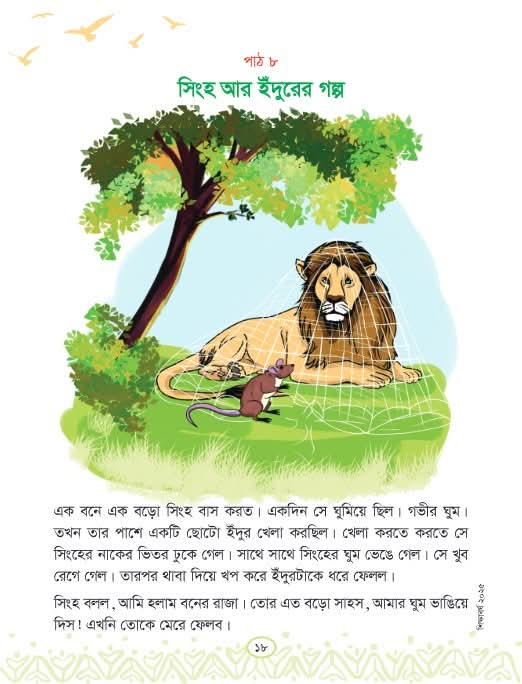 পাঠ ৮
সিংহ আর ইঁদুরের গল্প
এক বনে এক বড়ো সিংহ বাস করত। একদিন সে ঘুমিয়ে ছিল। গভীর ঘুম।
তখন তার পাশে একটি ছোটো ইঁদুর খেলা করছিল। খেলা করতে করতে সে
সিংহের নাকের ভিতর ঢুকে গেল। সাথে সাথে সিংহের ঘুম ভেঙে গেল। সে খুব
রেগে গেল। তারপর থাবা দিয়ে খপ করে ইঁদুরটাকে ধরে ফেলল।
সিংহ বলল, আমি হলাম বনের রাজা। তোর এত বড়ো সাহস, আমার ঘুম ভাঙিয়ে
দিস! এখনি তোকে মেরে ফেলব।
শিক্ষাবর্ষ ২০২৫
১৮